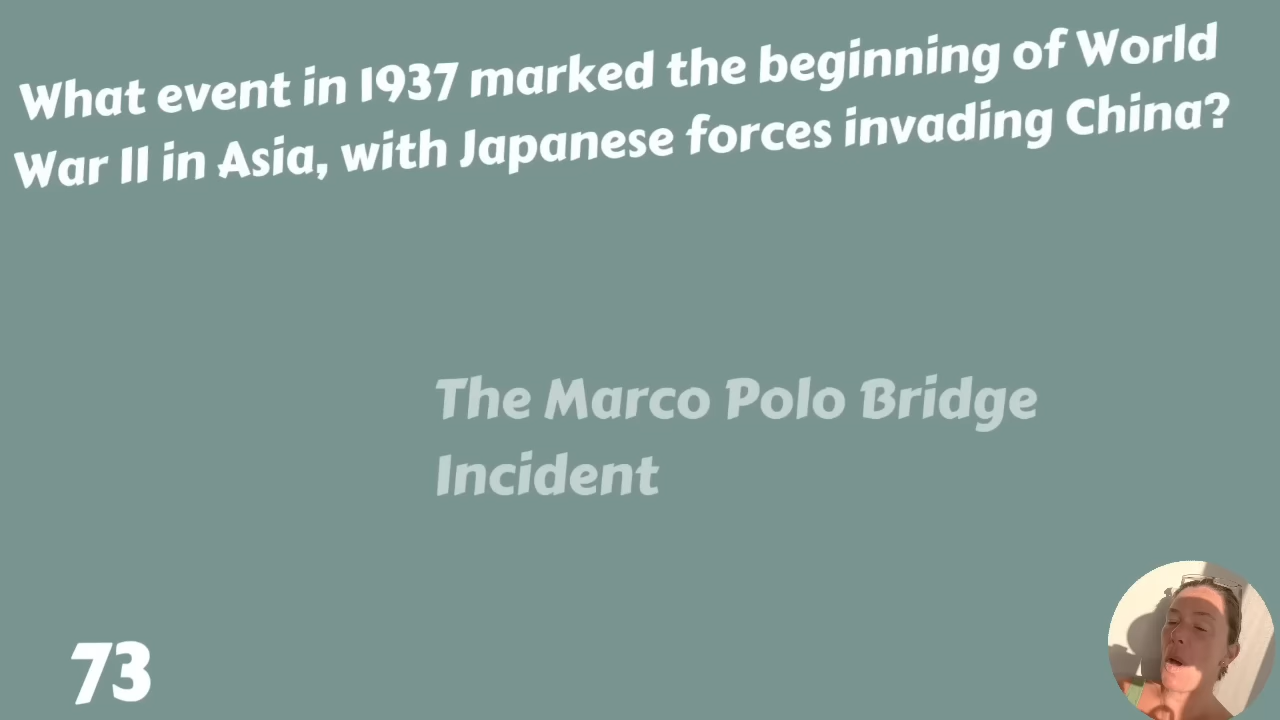 What event in 1937 marked the beginning of World
War II in Asia, with Japanese forces invading China?
The Marco Polo Bridge
Incident
73